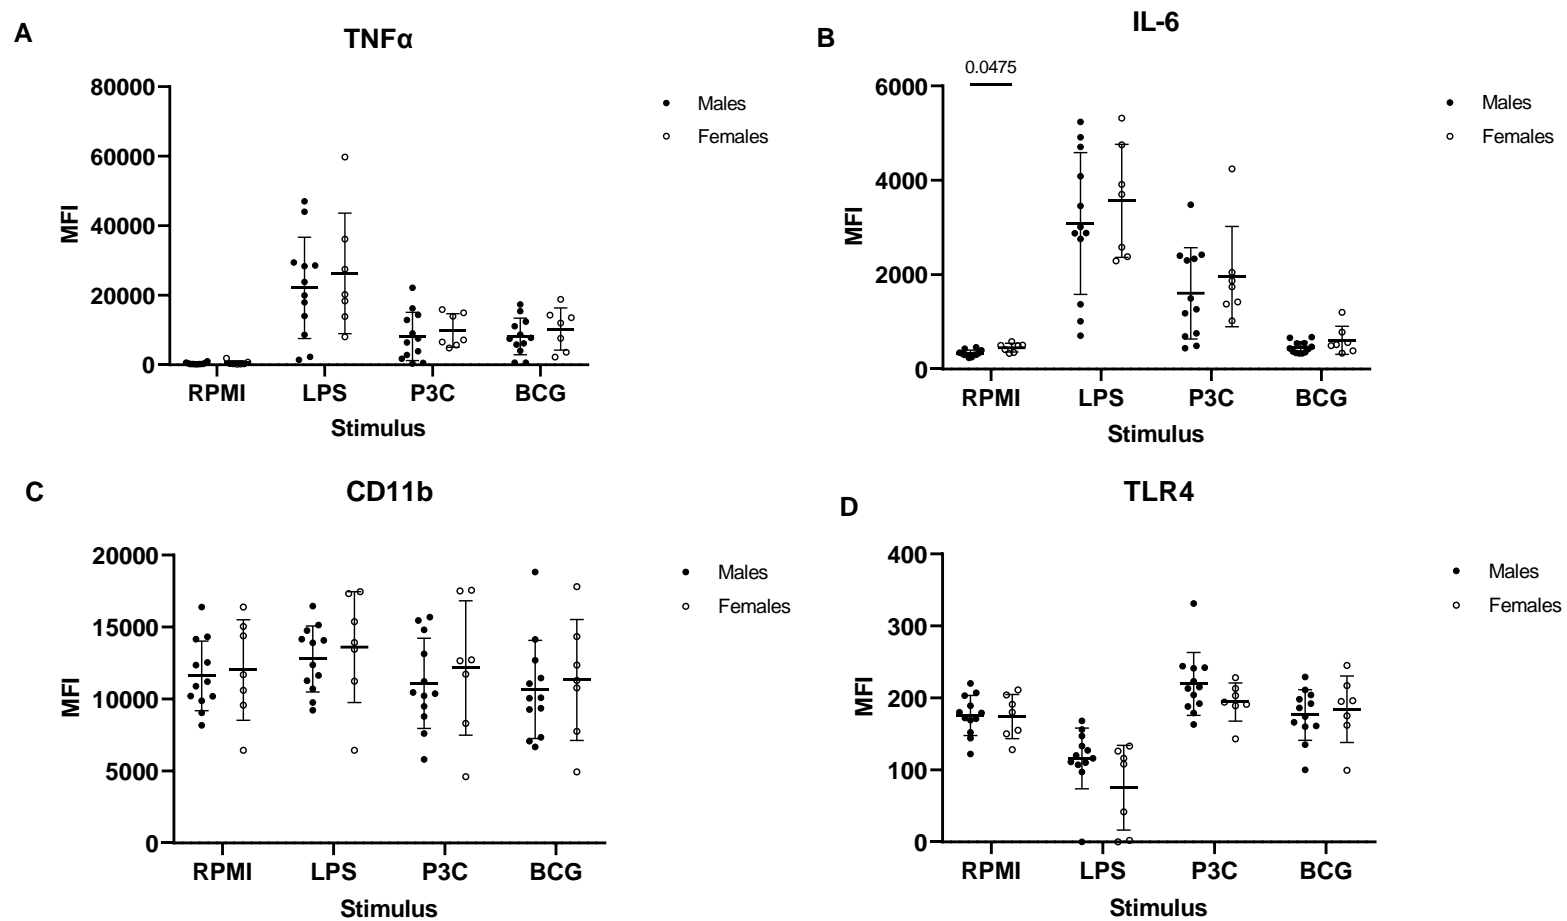 A
TNFα
80000
60000
40000
20000
0
MFI
RPMI LPS P3C BCG
Stimulus
Males
Females
B
IL-6
0.0475
6000
4000
2000
0
MFI
RPMI LPS P3C BCG
Stimulus
Males
Females
C
CD11b
20000
15000
10000
5000
0
MFI
RPMI LPS P3C BCG
Stimulus
Males
Females
D
TLR4
400
300
200
100
0
MFI
RPMI LPS P3C BCG
Stimulus
Males
Females